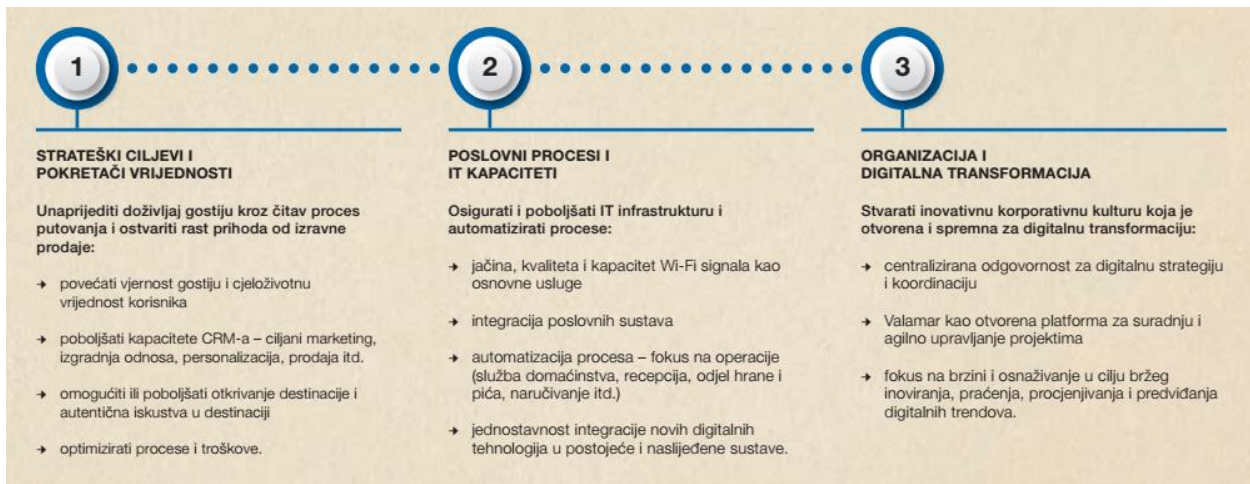 1
2
3
STRATEŠKI CILJEVI I
POKRETAČI VRIJEDNOSTI
Unaprijediti doživljaj gostiju kroz čitav proces
putovanja i ostvariti rast prihoda od izravne
prodaje:
→ povećati vjernost gostiju i cjeloživotnu
vrijednost korisnika
→ poboljšati kapacitete CRM-a – ciljani marketing,
izgradnja odnosa, personalizacija, prodaja itd.
→ omogućiti ili poboljšati otkrivanje destinacije i
autentična iskustva u destinaciji
→ optimizirati procese i troškove.
POSLOVNI PROCESI I
IT KAPACITETI
Osigurati i poboljšati IT infrastrukturu i
automatizirati procese:
→ jačina, kvaliteta i kapacitet Wi-Fi signala kao
osnovne usluge
→ integracija poslovnih sustava
→ automatizacija procesa – fokus na operacije
(služba domaćinstva, recepcija, odjel hrane i
pića, naručivanje itd.)
→ jednostavnost integracije novih digitalnih
tehnologija u postojeće i naslijeđene sustave.
ORGANIZACIJA I
DIGITALNA TRANSFORMACIJA
Stvarati inovativnu korporativnu kulturu koja je
otvorena i spremna za digitalnu transformaciju:
→ centralizirana odgovornost za digitalnu strategiju
i koordinaciju
→ Valamar kao otvorena platforma za suradnju i
agilno upravljanje projektima
→ fokus na brzini i osnaživanje u cilju bržeg
inoviranja, praćenja, procjenjivanja i predviđanja
digitalnih trendova.